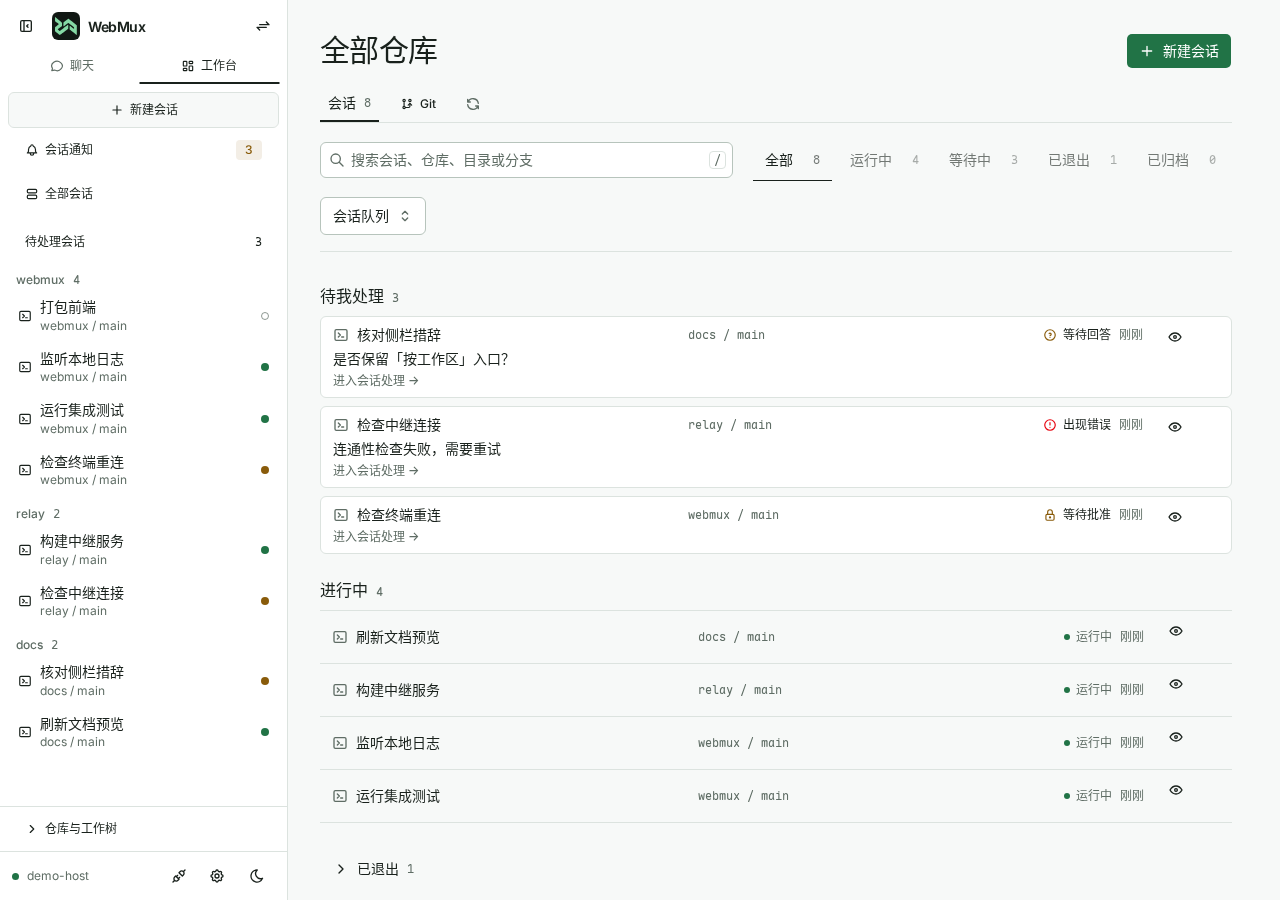 WebMux
聊天
工作台
新建会话
会话通知 3
全部会话
待处理会话 3
webmux 4
打包前端
webmux / main
监听本地日志
webmux / main
运行集成测试
webmux / main
检查终端重连
webmux / main
relay 2
构建中继服务
relay / main
检查中继连接
relay / main
docs 2
核对侧栏措辞
docs / main
刷新文档预览
docs / main
仓库与工作树
demo-host
全部仓库
新建会话
会话 8 Git
搜索会话、仓库、目录或分支 /
全部 8 运行中 4 等待中 3 已退出 1 已归档 0
会话队列
待我处理 3
核对侧栏措辞 docs / main 等待回答 刚刚
是否保留「按工作区」入口?
进入会话处理 →
检查中继连接 relay / main 出现错误 刚刚
连通性检查失败，需要重试
进入会话处理 →
检查终端重连 webmux / main 等待批准 刚刚
进入会话处理 →
进行中 4
刷新文档预览 docs / main 运行中 刚刚
构建中继服务 relay / main 运行中 刚刚
监听本地日志 webmux / main 运行中 刚刚
运行集成测试 webmux / main 运行中 刚刚
已退出 1